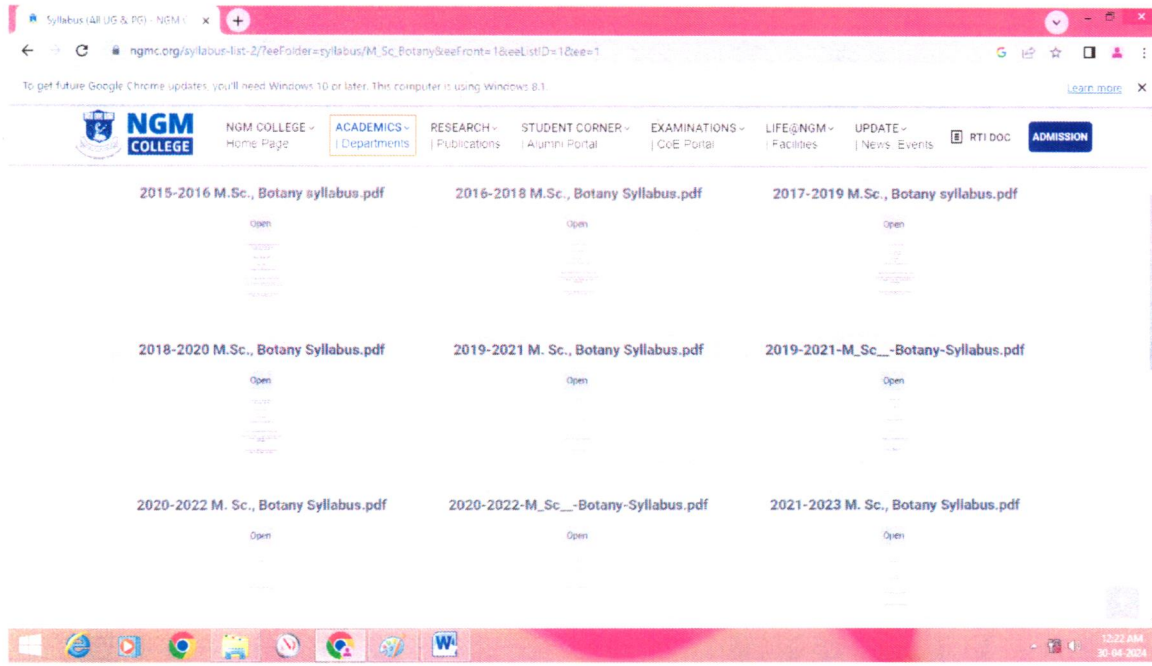 Syllabus (All UG & PG) - NGM C
ngmc.org/syllabus-list-2/?eeFolder=syllabus/M_Sc_Botany&eeFront=1&eeListID=1&ee=1
To get future Google Chrome updates, you'll need Windows 10 or later. This computer is using Windows 8.1.
Learn more
NGM COLLEGE
NGM COLLEGE ACADEMICS RESEARCH STUDENT CORNER EXAMINATIONS LIFE@NGM UPDATE RTI DOC ADMISSION
Home Page | Departments | Publications | Alumni Portal | CoE Portal | Facilities | News, Events
2015-2016 M.Sc., Botany syllabus.pdf 2016-2018 M.Sc., Botany Syllabus.pdf 2017-2019 M.Sc., Botany syllabus.pdf
Open Open Open
2018-2020 M.Sc., Botany Syllabus.pdf 2019-2021 M. Sc., Botany Syllabus.pdf 2019-2021-M_Sc__-Botany-Syllabus.pdf
Open Open Open
2020-2022 M. Sc., Botany Syllabus.pdf 2020-2022-M_Sc__-Botany-Syllabus.pdf 2021-2023 M. Sc., Botany Syllabus.pdf
Open Open Open
12:22 AM
30-04-2024